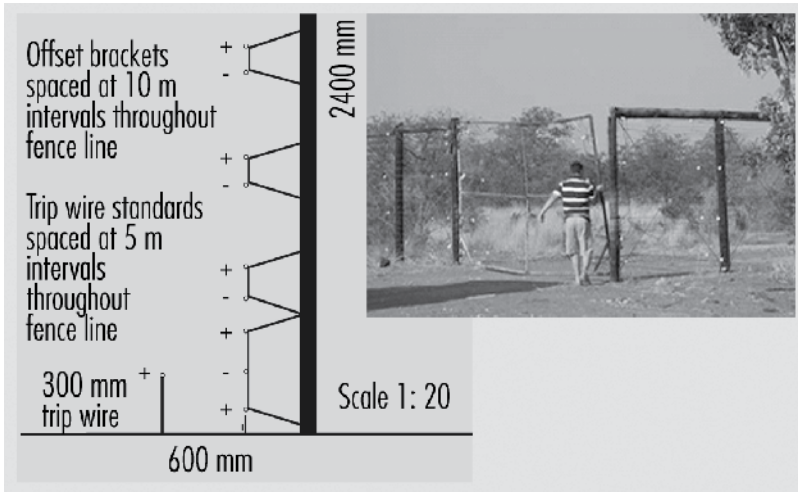 Offset brackets
spaced at 10 m
intervals throughout
fence line
Trip wire standards
spaced at 5 m
intervals
throughout
fence line
300 mm
trip wire
+
-
+
-
+
-
+
-
+
+
2400 mm
Scale 1: 20
600 mm